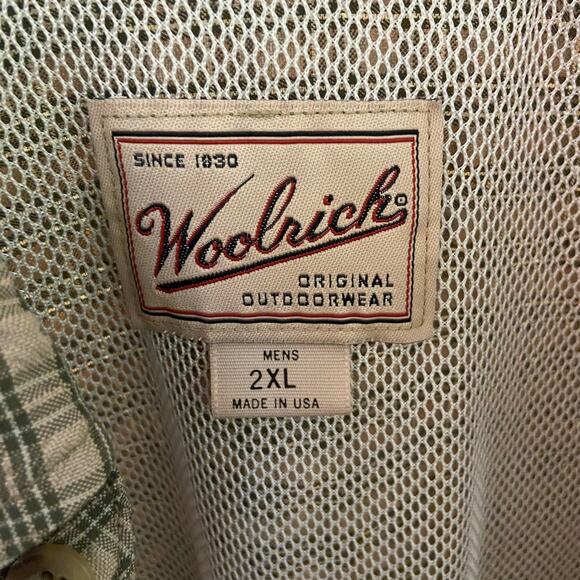 SINCE 1830
Woolrich
ORIGINAL
OUTDOORWEAR
MENS
2XL
MADE IN USA